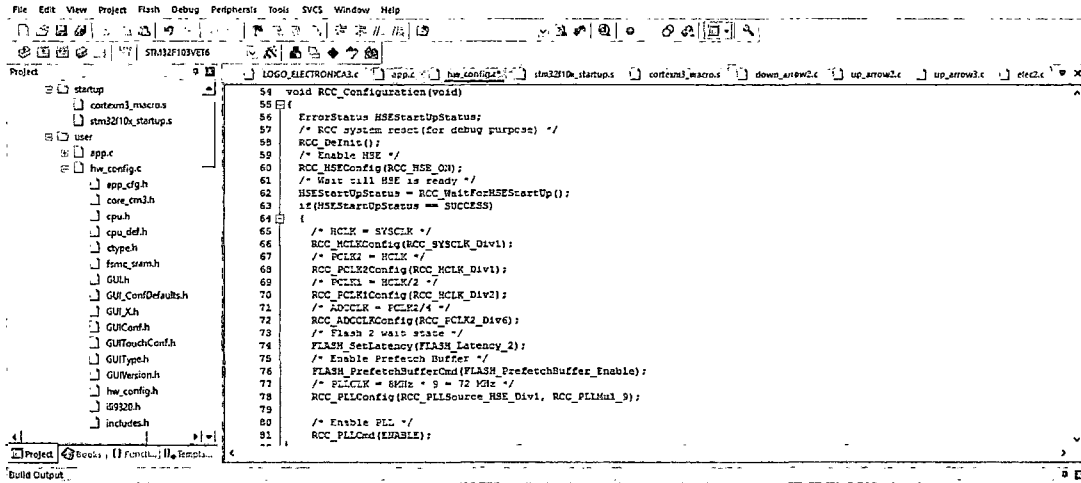 File Edit View Project Flash Debug Peripherals Tools SVCS Window Help
STM32F103VET6
Project
LOGO_ELECTRONICA3.c app.c hw_config.c* stm32f10x_startup.s cortexm3_macro.s down_arrow2.c up_arrow2.c up_arrow3.c elec2.c
startup
cortexm3_macro.s
stm32f10x_startup.s
user
app.c
hw_config.c
app_cfg.h
core_cm3.h
cpu.h
cpu_def.h
ctype.h
fsmc_sram.h
GUI.h
GUI_ConfDefaults.h
GUI_X.h
GUIConf.h
GUITouchConf.h
GUIType.h
GUIVersion.h
hw_config.h
ili9320.h
includes.h
54 void RCC_Configuration(void)
55 {
56 ErrorStatus HSEStartUpStatus;
57 /* RCC system reset(for debug purpose) */
58 RCC_DeInit();
59 /* Enable HSE */
60 RCC_HSEConfig(RCC_HSE_ON);
61 /* Wait till HSE is ready */
62 HSEStartUpStatus = RCC_WaitForHSEStartUp();
63 if(HSEStartUpStatus == SUCCESS)
64 {
65 /* HCLK = SYSCLK */
66 RCC_HCLKConfig(RCC_SYSCLK_Div1);
67 /* PCLK2 = HCLK */
68 RCC_PCLK2Config(RCC_HCLK_Div1);
69 /* PCLK1 = HCLK/2 */
70 RCC_PCLK1Config(RCC_HCLK_Div2);
71 /* ADCCLK = PCLK2/4 */
72 RCC_ADCCLKConfig(RCC_PCLK2_Div6);
73 /* Flash 2 wait state */
74 FLASH_SetLatency(FLASH_Latency_2);
75 /* Enable Prefetch Buffer */
76 FLASH_PrefetchBufferCmd(FLASH_PrefetchBuffer_Enable);
77 /* PLLCLK = 8MHz * 9 = 72 MHz */
78 RCC_PLLConfig(RCC_PLLSource_HSE_Div1, RCC_PLLMul_9);
79
80 /* Enable PLL */
81 RCC_PLLCmd(ENABLE);
Project Books Functi... Templa...
Build Output